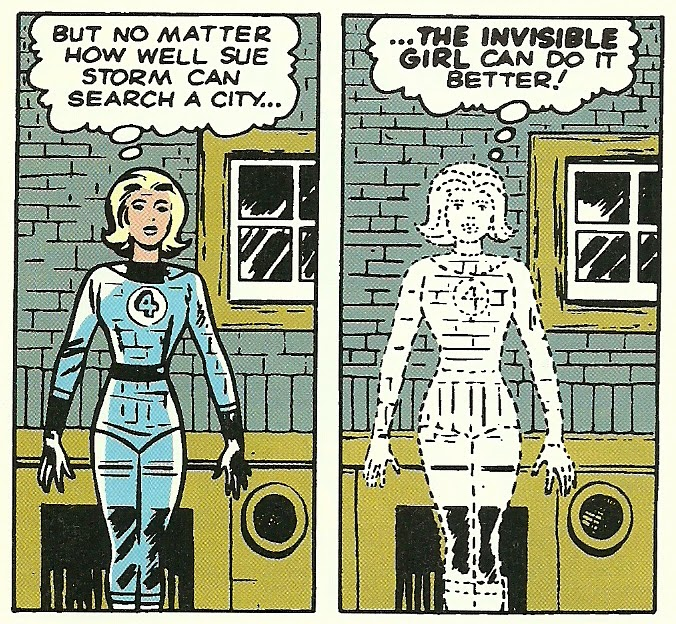 BUT NO MATTER
HOW WELL SUE
STORM CAN
SEARCH A CITY...
4
...THE INVISIBLE
GIRL CAN DO IT
BETTER!
4